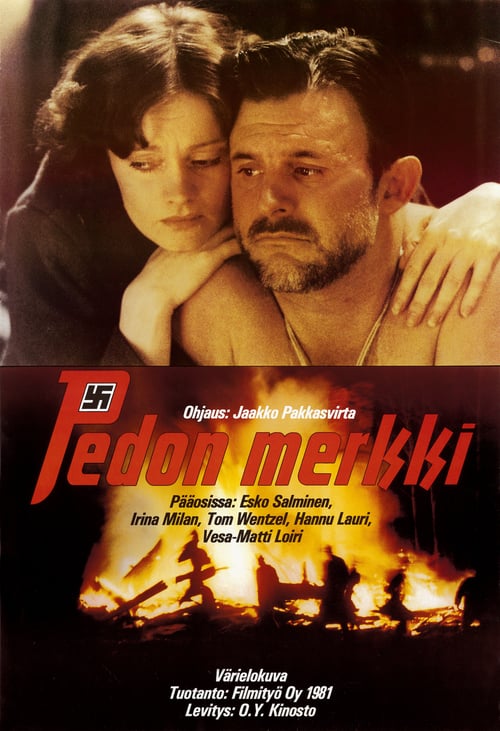 Ohjaus: Jaakko Pakkasvirta
Pedon merkki
Pääosissa: Esko Salminen,
Irina Milan, Tom Wentzel, Hannu Lauri,
Vesa-Matti Loiri
Värielokuva
Tuotanto: Filmityö Oy 1981
Levitys: O.Y. Kinosto